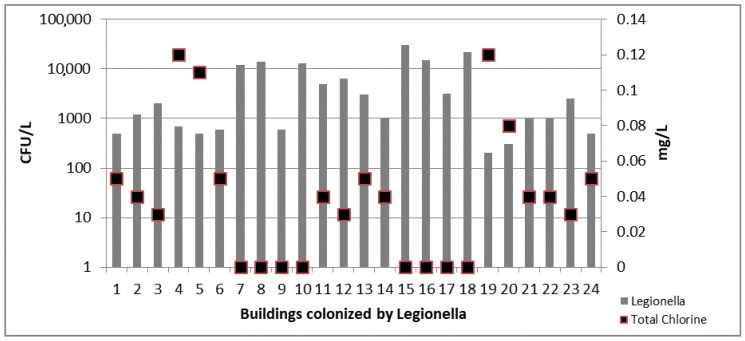 100,000
10,000
1000
100
10
1
CFU/L
0.14
0.12
0.1
0.08
0.06
0.04
0.02
0
mg/L
1 2 3 4 5 6 7 8 9 10 11 12 13 14 15 16 17 18 19 20 21 22 23 24
Buildings colonized by Legionella
Legionella
Total Chlorine